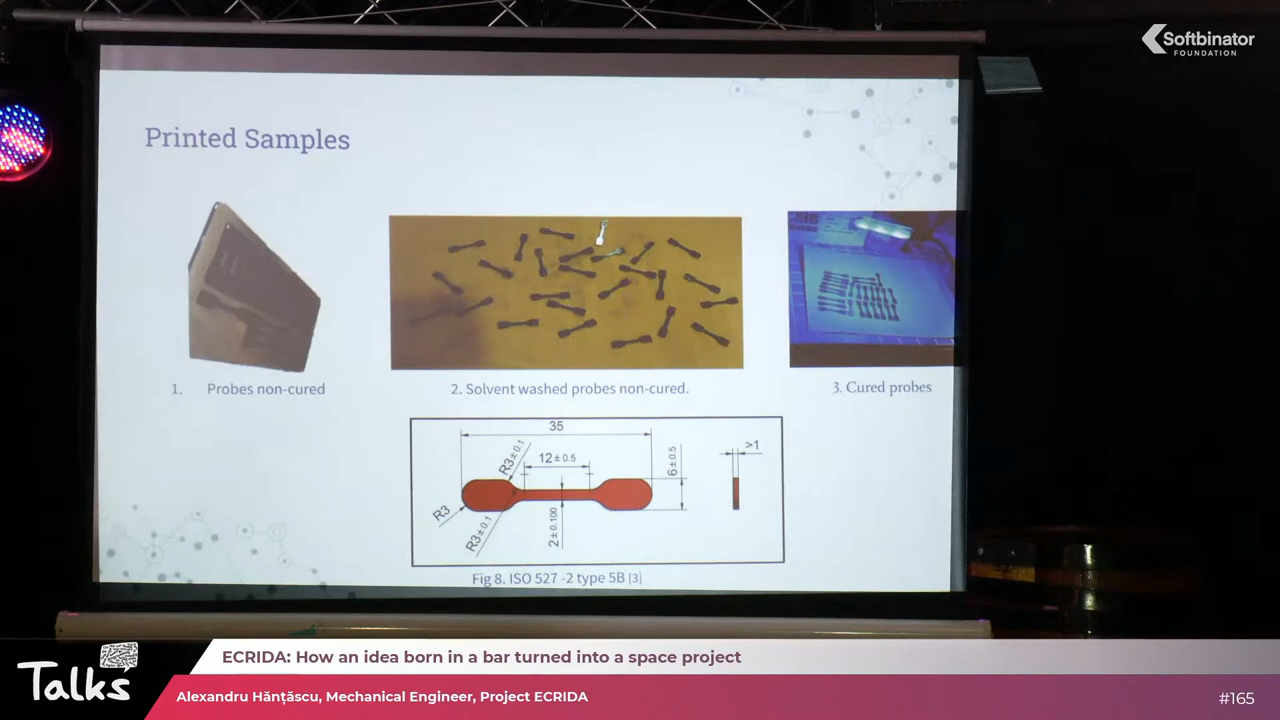 Softbinator
FOUNDATION
Printed Samples
1. Probes non-cured
2. Solvent washed probes non-cured.
3. Cured probes
35
R3±0.1
12±0.5
6±0.5
>1
R3
R3±0.1
2±0.100
Fig 8. ISO 527 -2 type 5B [3]
Talks
ECRIDA: How an idea born in a bar turned into a space project
Alexandru Hănțăscu, Mechanical Engineer, Project ECRIDA
#165